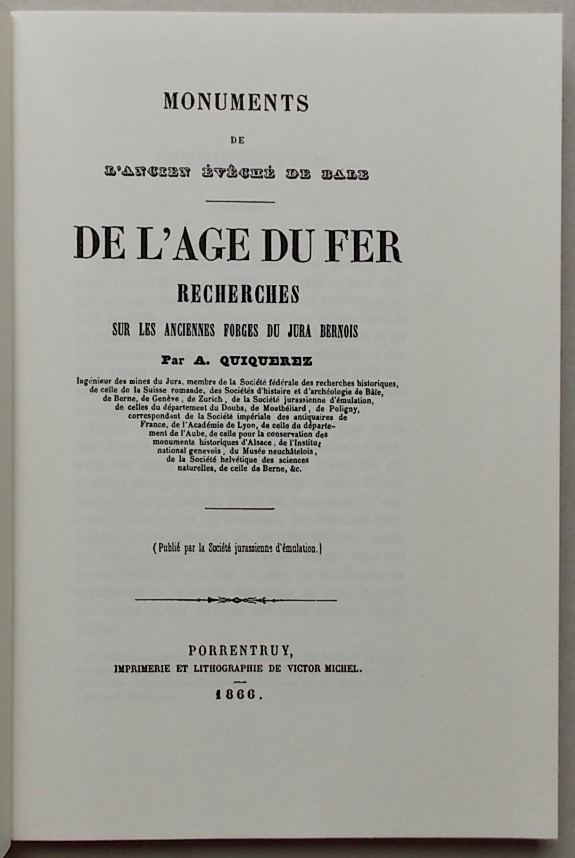 MONUMENTS
DE
L'ANCIEN ÉVÊCHÉ DE BALE
DE L'AGE DU FER
RECHERCHES
SUR LES ANCIENNES FORGES DU JURA BERNOIS
Par A. QUIQUEREZ
Ingénieur des mines du Jura, membre de la Société fédérale des recherches historiques,
de celle de la Suisse romande, des Sociétés d'histoire et d'archéologie de Bâle,
de Berne, de Genève, de Zurich, de la Société jurassienne d'émulation,
de celles du département du Doubs, de Montbéliard, de Poligny,
correspondant de la Société impériale des antiquaires de
France, de l'Académie de Lyon, de celle du départe-
ment de l'Aube, de celle pour la conservation des
monuments historiques d'Alsace, de l'Institut
national genevois, du Musée neuchâtelois,
de la Société helvétique des sciences
naturelles, de celle de Berne, &c.
(Publié par la Société jurassienne d'émulation.)
PORRENTRUY,
IMPRIMERIE ET LITHOGRAPHIE DE VICTOR MICHEL.
1866.